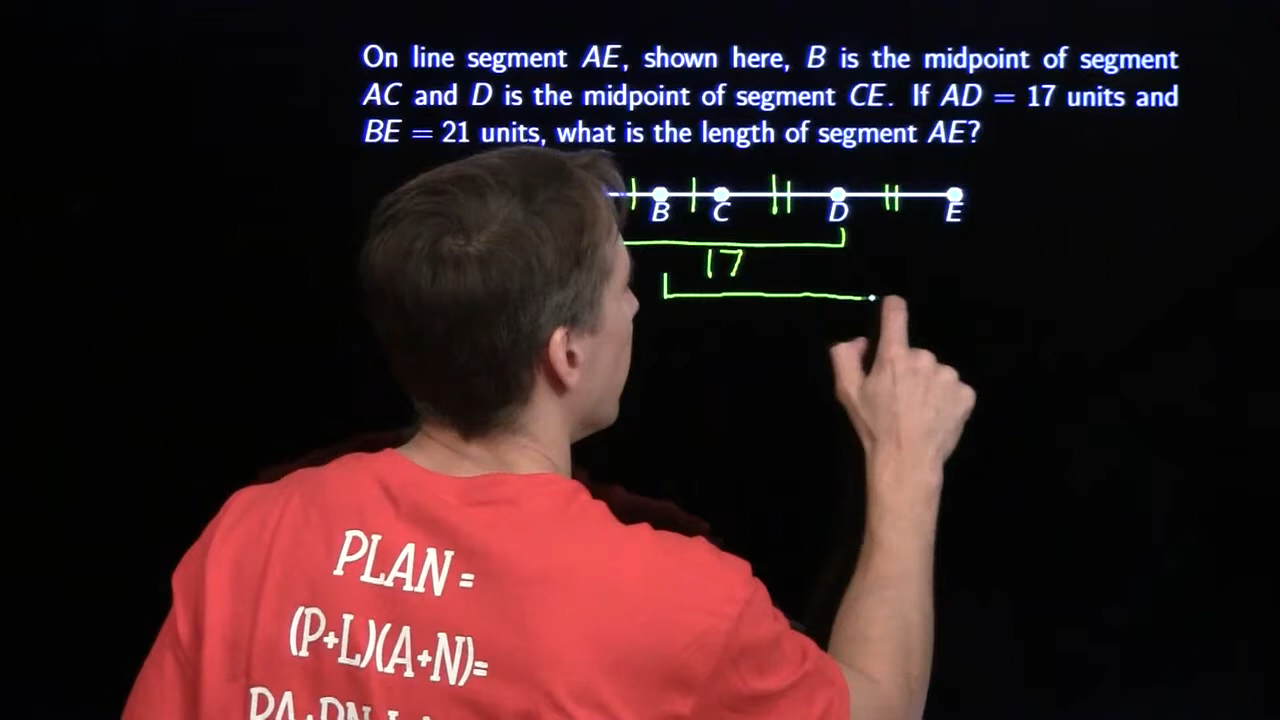 On line segment AE, shown here, B is the midpoint of segment
AC and D is the midpoint of segment CE. If AD = 17 units and
BE = 21 units, what is the length of segment AE?
B C D E
17
PLAN =
(P+L)(A+N)=